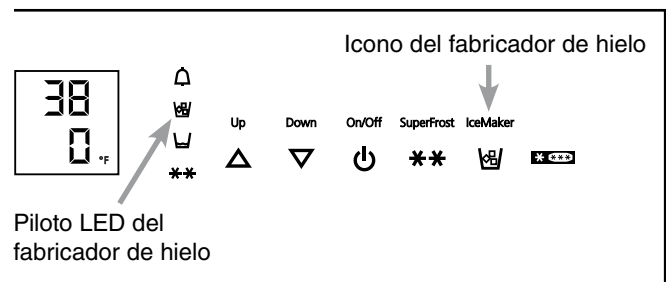 Icono del fabricador de hielo
38
0 °F
Up Down On/Off SuperFrost IceMaker
Piloto LED del
fabricador de hielo